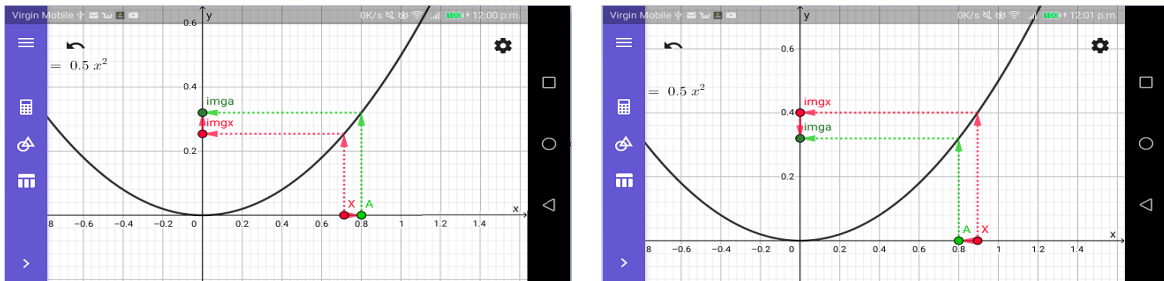 Virgin Mobile 0K/s 12:00 p.m.
y
0.6
= 0.5 x²
0.4
imga
imgx
0.2
X A
x
8 −0.6 −0.4 −0.2 0 0.2 0.4 0.6 0.8 1 1.2 1.4
Virgin Mobile 0K/s 12:01 p.m.
y
0.6
= 0.5 x²
0.4
imgx
imga
0.2
A X
x
8 −0.6 −0.4 −0.2 0 0.2 0.4 0.6 0.8 1 1.2 1.4